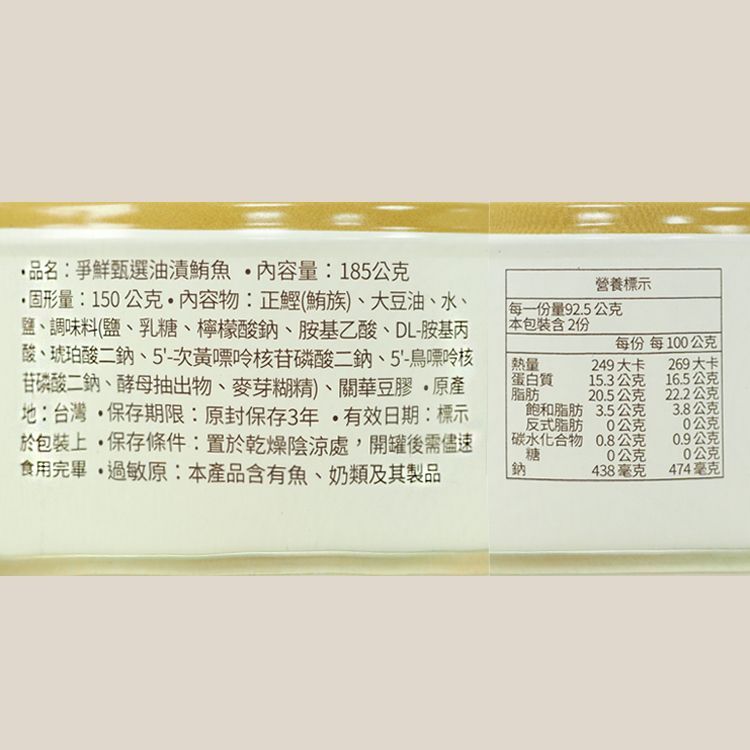 •品名：爭鮮甄選油漬鮪魚 •內容量：185公克
•固形量：150 公克•內容物：正鰹(鮪族)、大豆油、水、
鹽、調味料(鹽、乳糖、檸檬酸鈉、胺基乙酸、DL-胺基丙
酸、琥珀酸二鈉、5'-次黃嘌呤核苷磷酸二鈉、5'-鳥嘌呤核
苷磷酸二鈉、酵母抽出物、麥芽糊精)、關華豆膠 •原產
地：台灣 •保存期限：原封保存3年 •有效日期：標示
於包裝上 •保存條件：置於乾燥陰涼處，開罐後需儘速
食用完畢 •過敏原：本產品含有魚、奶類及其製品
營養標示
每一份量92.5 公克
本包裝含 2份
每份 每 100 公克
熱量 249 大卡 269 大卡
蛋白質 15.3 公克 16.5 公克
脂肪 20.5 公克 22.2 公克
飽和脂肪 3.5 公克 3.8 公克
反式脂肪 0 公克 0 公克
碳水化合物 0.8 公克 0.9 公克
糖 0 公克 0 公克
鈉 438 毫克 474 毫克